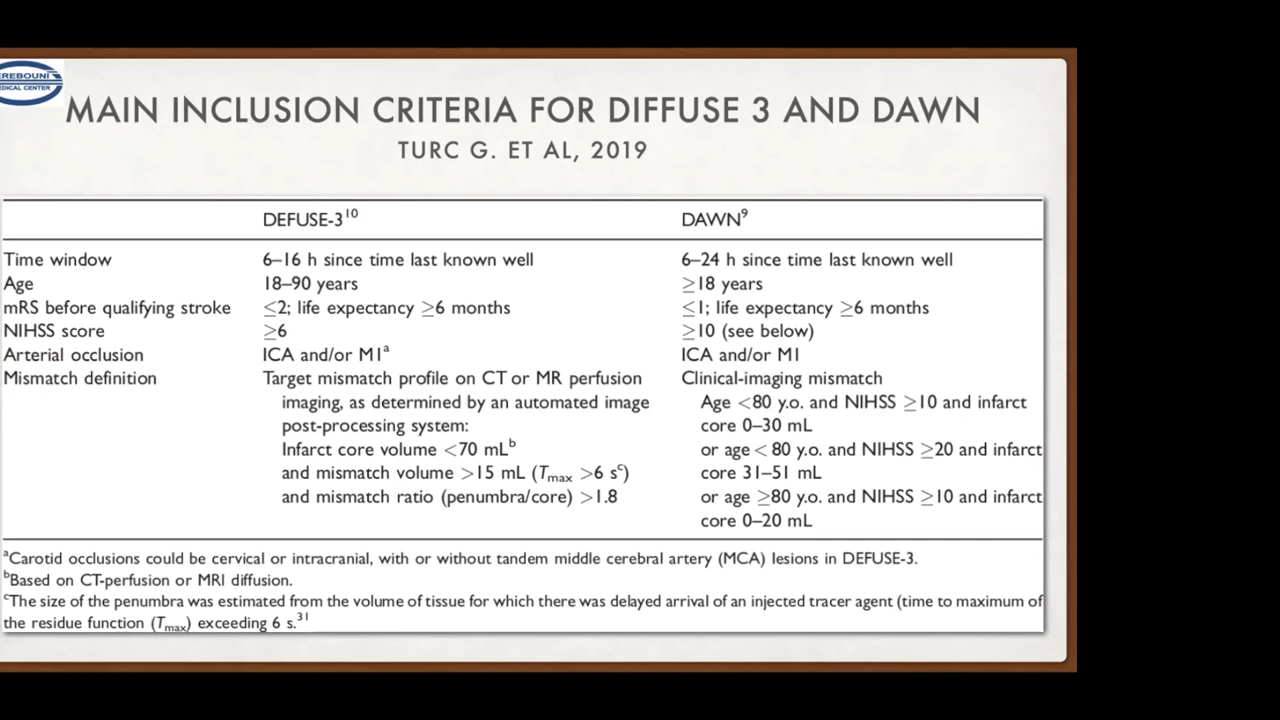 EREBOUNI
MEDICAL CENTER
MAIN INCLUSION CRITERIA FOR DIFFUSE 3 AND DAWN
TURC G. ET AL, 2019
DEFUSE-3¹⁰ DAWN⁹
Time window 6–16 h since time last known well 6–24 h since time last known well
Age 18–90 years ≥18 years
mRS before qualifying stroke ≤2; life expectancy ≥6 months ≤1; life expectancy ≥6 months
NIHSS score ≥6 ≥10 (see below)
Arterial occlusion ICA and/or M1ᵃ ICA and/or M1
Mismatch definition Target mismatch profile on CT or MR perfusion Clinical-imaging mismatch
imaging, as determined by an automated image Age <80 y.o. and NIHSS ≥10 and infarct
post-processing system: core 0–30 mL
Infarct core volume <70 mLᵇ or age < 80 y.o. and NIHSS ≥20 and infarct
and mismatch volume >15 mL (Tmax >6 sᶜ) core 31–51 mL
and mismatch ratio (penumbra/core) >1.8 or age ≥80 y.o. and NIHSS ≥10 and infarct
core 0–20 mL
ᵃCarotid occlusions could be cervical or intracranial, with or without tandem middle cerebral artery (MCA) lesions in DEFUSE-3.
ᵇBased on CT-perfusion or MRI diffusion.
ᶜThe size of the penumbra was estimated from the volume of tissue for which there was delayed arrival of an injected tracer agent (time to maximum of
the residue function (Tmax) exceeding 6 s.³¹